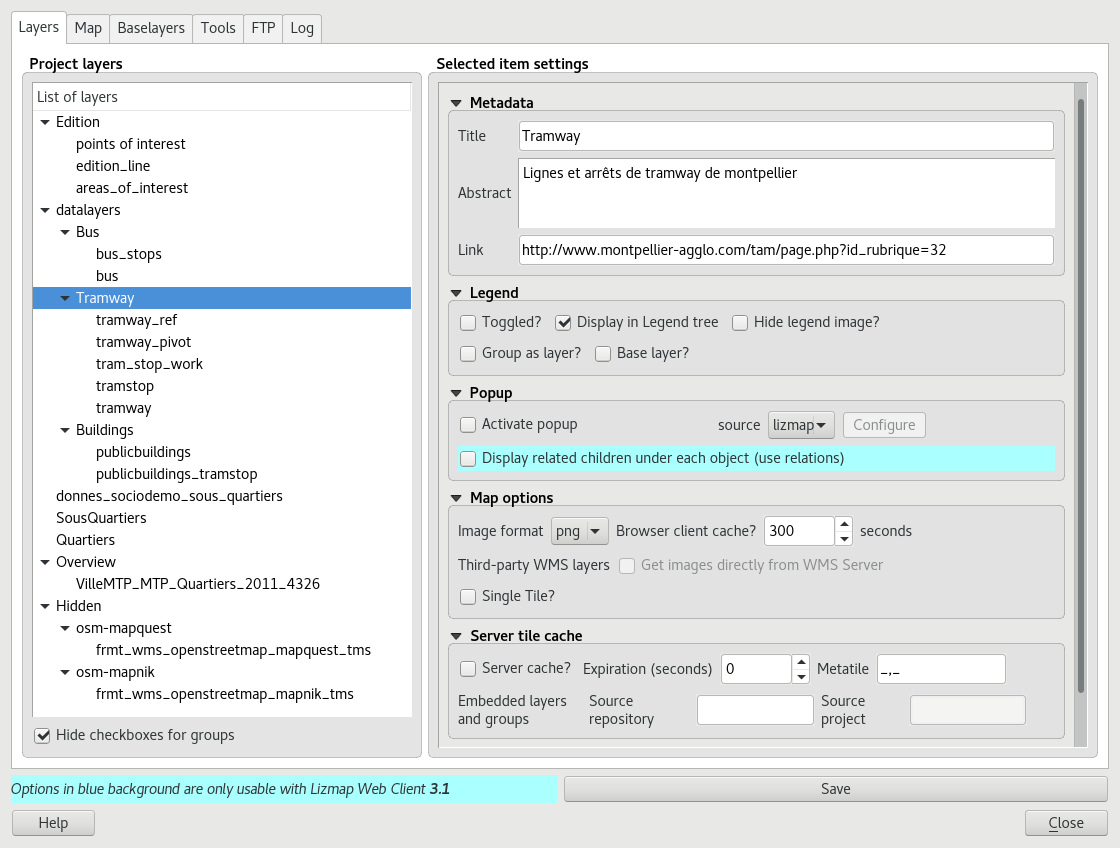 Layers Map Baselayers Tools FTP Log
Project layers
List of layers
Edition
points of interest
edition_line
areas_of_interest
datalayers
Bus
bus_stops
bus
Tramway
tramway_ref
tramway_pivot
tram_stop_work
tramstop
tramway
Buildings
publicbuildings
publicbuildings_tramstop
donnes_sociodemo_sous_quartiers
SousQuartiers
Quartiers
Overview
VilleMTP_MTP_Quartiers_2011_4326
Hidden
osm-mapquest
frmt_wms_openstreetmap_mapquest_tms
osm-mapnik
frmt_wms_openstreetmap_mapnik_tms
Hide checkboxes for groups
Selected item settings
Metadata
Title Tramway
Abstract Lignes et arrêts de tramway de montpellier
Link http://www.montpellier-agglo.com/tam/page.php?id_rubrique=32
Legend
Toggled? Display in Legend tree Hide legend image?
Group as layer? Base layer?
Popup
Activate popup source lizmap Configure
Display related children under each object (use relations)
Map options
Image format png Browser client cache? 300 seconds
Third-party WMS layers Get images directly from WMS Server
Single Tile?
Server tile cache
Server cache? Expiration (seconds) 0 Metatile _,_
Embedded layers and groups Source repository Source project
Options in blue background are only usable with Lizmap Web Client 3.1
Save
Help Close